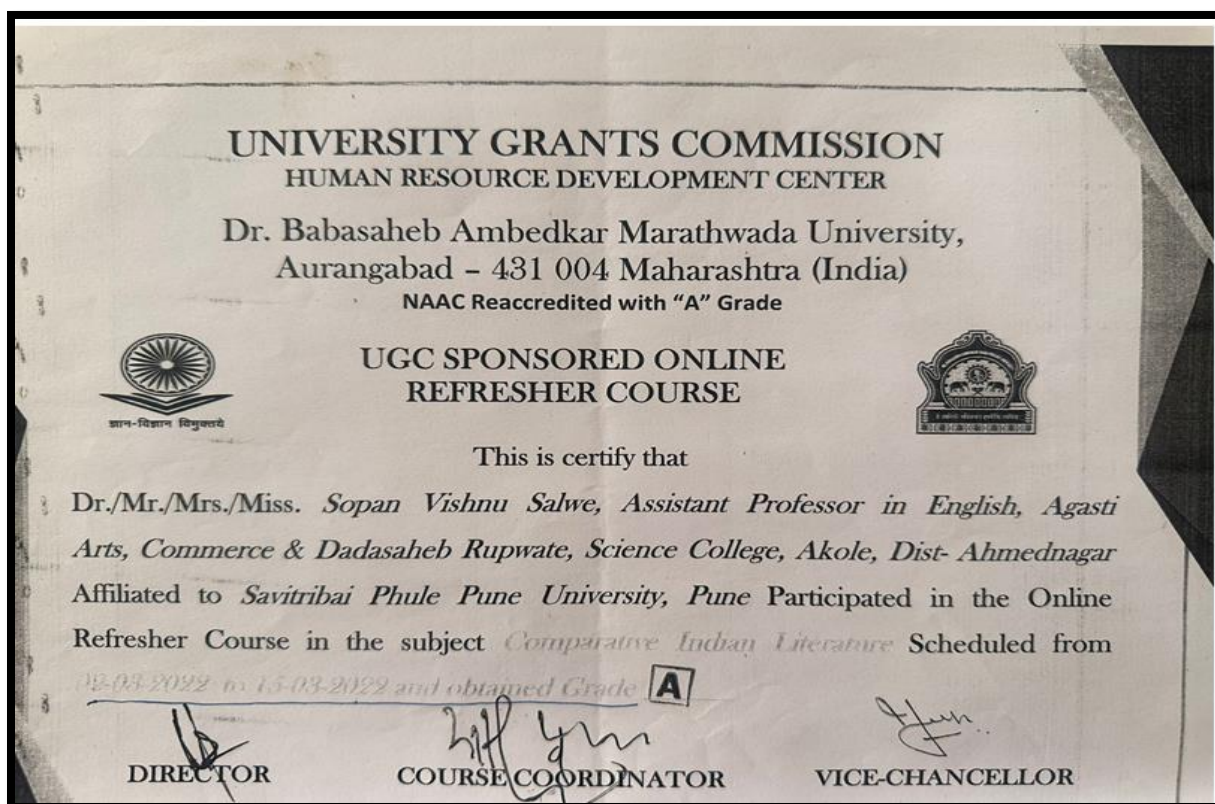 UNIVERSITY GRANTS COMMISSION
HUMAN RESOURCE DEVELOPMENT CENTER
Dr. Babasaheb Ambedkar Marathwada University,
Aurangabad – 431 004 Maharashtra (India)
NAAC Reaccredited with “A” Grade
UGC SPONSORED ONLINE
REFRESHER COURSE
ज्ञान-विज्ञान विमुक्तये
This is certify that
Dr./Mr./Mrs./Miss. Sopan Vishnu Salwe, Assistant Professor in English, Agasti
Arts, Commerce & Dadasaheb Rupwate, Science College, Akole, Dist- Ahmednagar
Affiliated to Savitribai Phule Pune University, Pune Participated in the Online
Refresher Course in the subject Comparative Indian Literature Scheduled from
to 15-03-2022 and obtained Grade A
DIRECTOR COURSE COORDINATOR VICE-CHANCELLOR